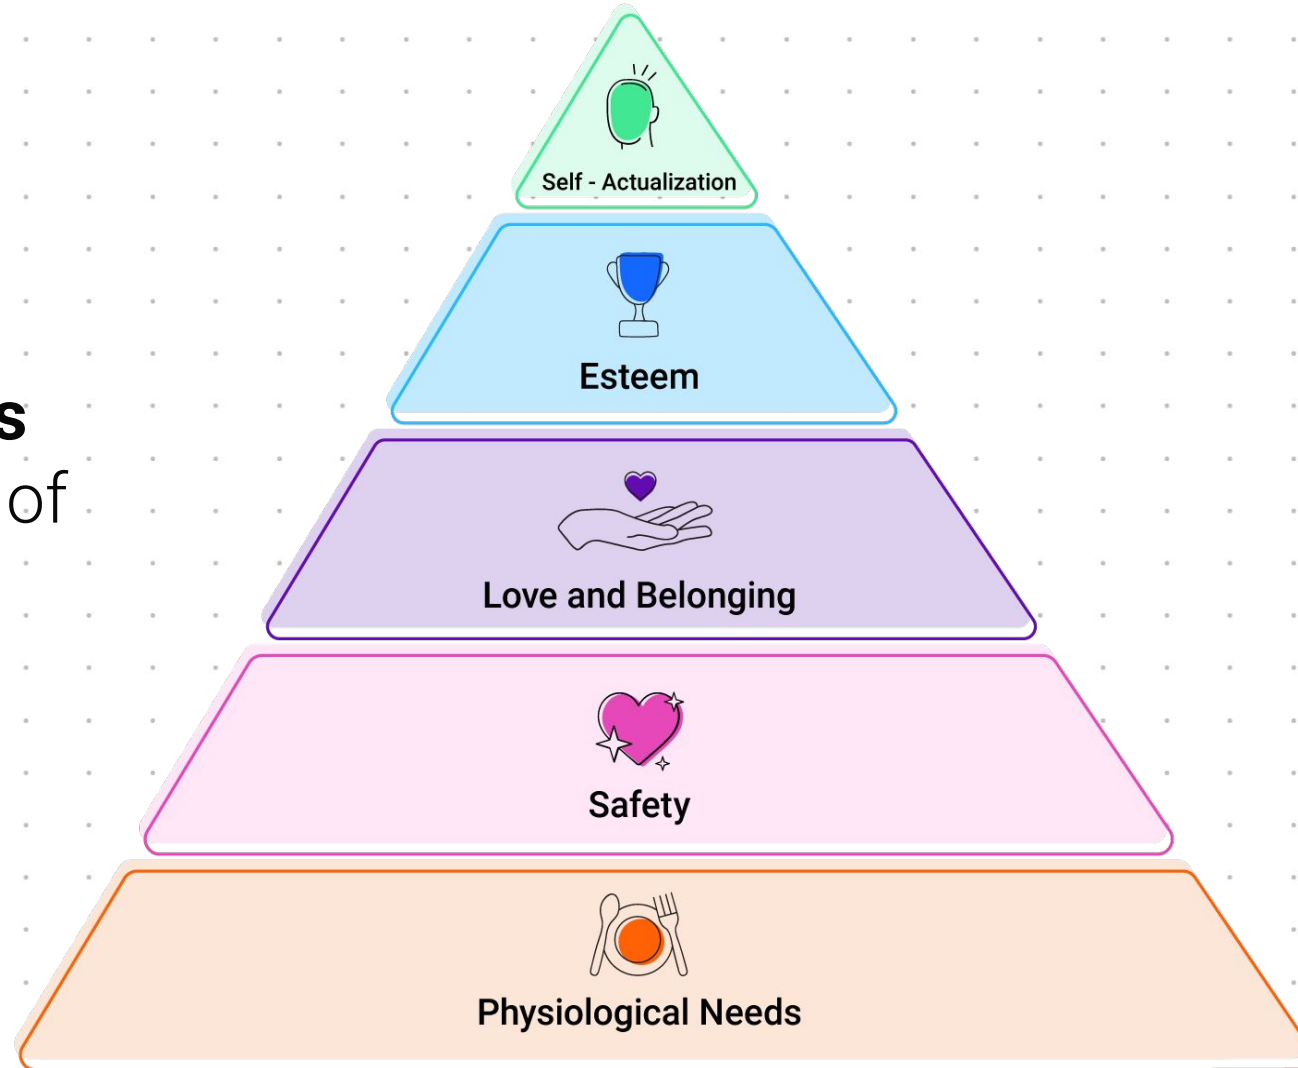 Self - Actualization
Esteem
s
of
Love and Belonging
Safety
Physiological Needs